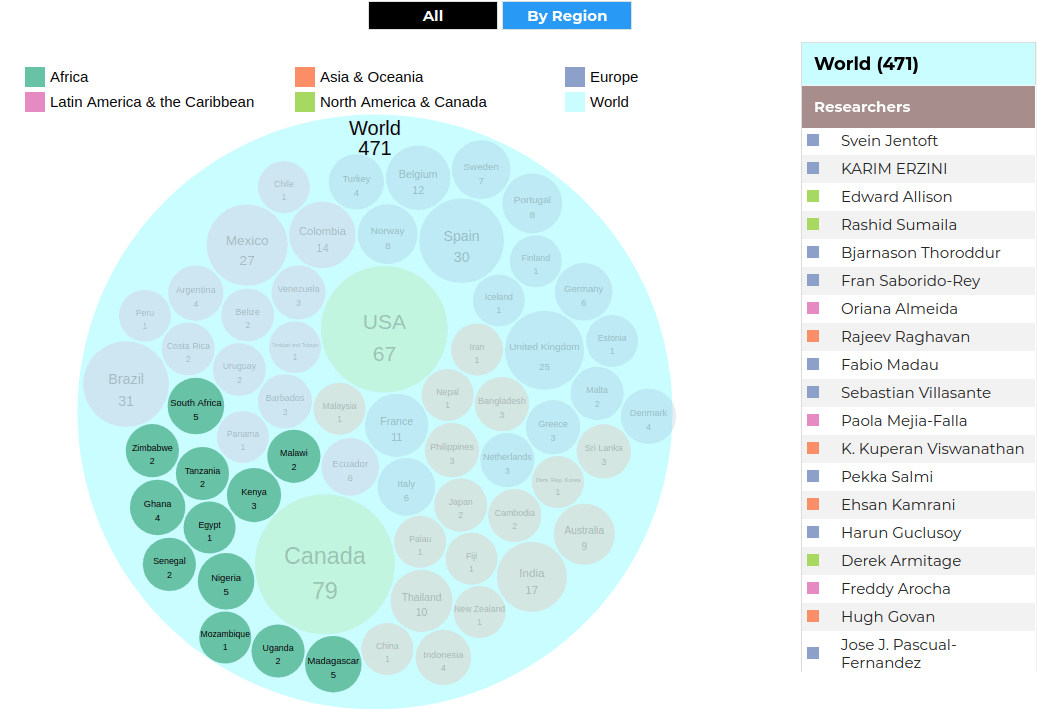 All
By Region
Africa
Asia & Oceania
Europe
Latin America & the Caribbean
North America & Canada
World
World
471
Chile
1
Turkey
4
Belgium
12
Sweden
7
Portugal
8
Mexico
27
Colombia
14
Norway
8
Spain
30
Finland
1
Argentina
4
Venezuela
3
Iceland
1
Germany
6
Peru
1
Belize
2
USA
67
Costa Rica
2
Trinidad and Tobago
1
Iran
1
United Kingdom
25
Estonia
1
Brazil
31
Uruguay
2
South Africa
5
Barbados
3
Malaysia
1
Nepal
1
Bangladesh
3
Malta
2
Denmark
4
France
11
Greece
3
Panama
1
Zimbabwe
2
Malawi
2
Philippines
3
Netherlands
3
Sri Lanka
3
Tanzania
2
Ecuador
6
Kenya
3
Italy
6
1
Ghana
4
Japan
2
Cambodia
2
Egypt
1
Australia
9
Palau
1
Fiji
1
Canada
79
Senegal
2
Nigeria
5
India
17
Thailand
10
New Zealand
1
Mozambique
1
Uganda
2
Madagascar
5
China
1
Indonesia
4
World (471)
Researchers
Svein Jentoft
KARIM ERZINI
Edward Allison
Rashid Sumaila
Bjarnason Thoroddur
Fran Saborido-Rey
Oriana Almeida
Rajeev Raghavan
Fabio Madau
Sebastian Villasante
Paola Mejia-Falla
K. Kuperan Viswanathan
Pekka Salmi
Ehsan Kamrani
Harun Guclusoy
Derek Armitage
Freddy Arocha
Hugh Govan
Jose J. Pascual-
Fernandez